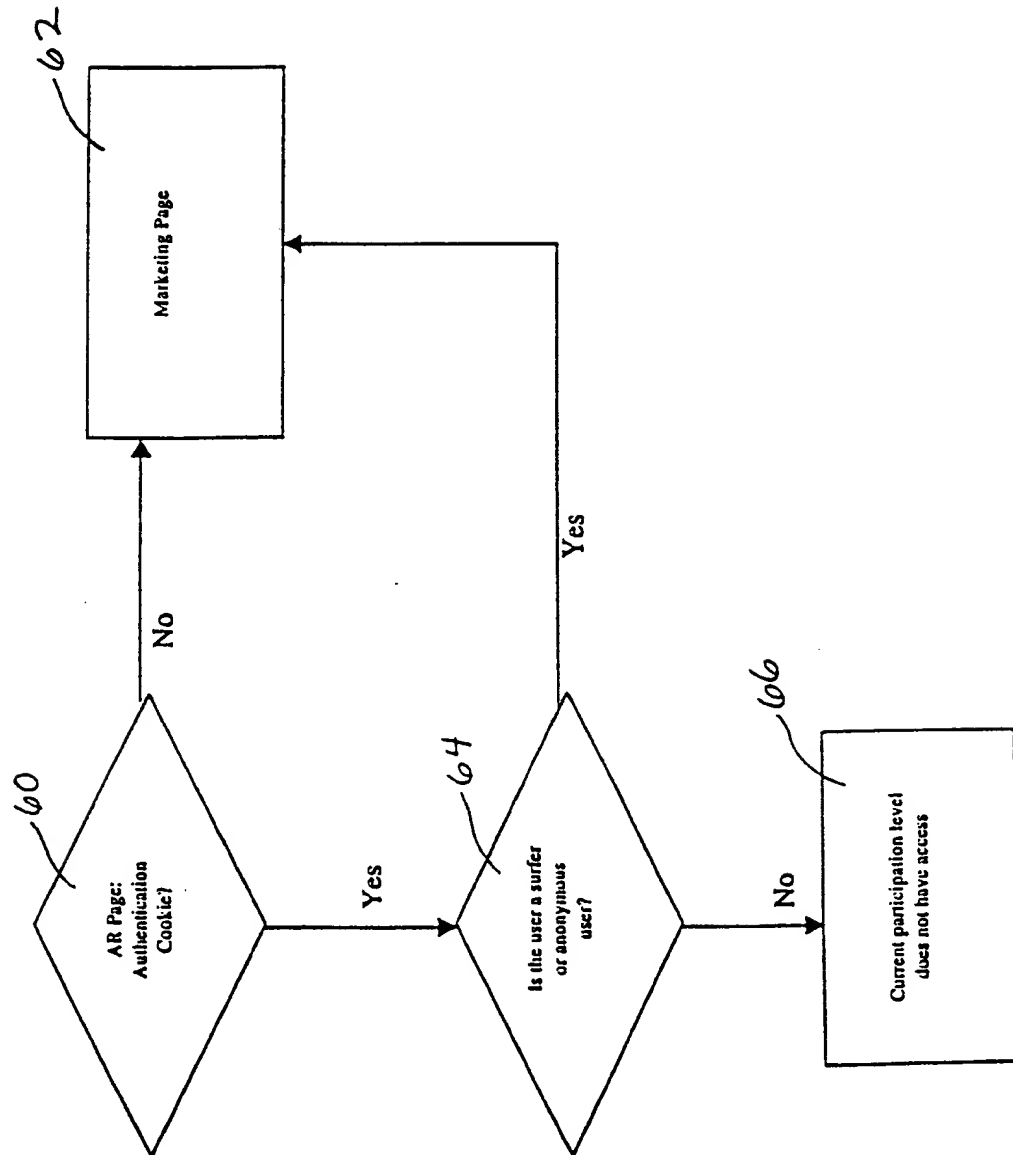 AR Page:
Authentication
Cookie?
60
No
Marketing Page
62
Yes
Is the user a surfer
or anonymous
user?
64
Yes
No
Current participation level
does not have access
66